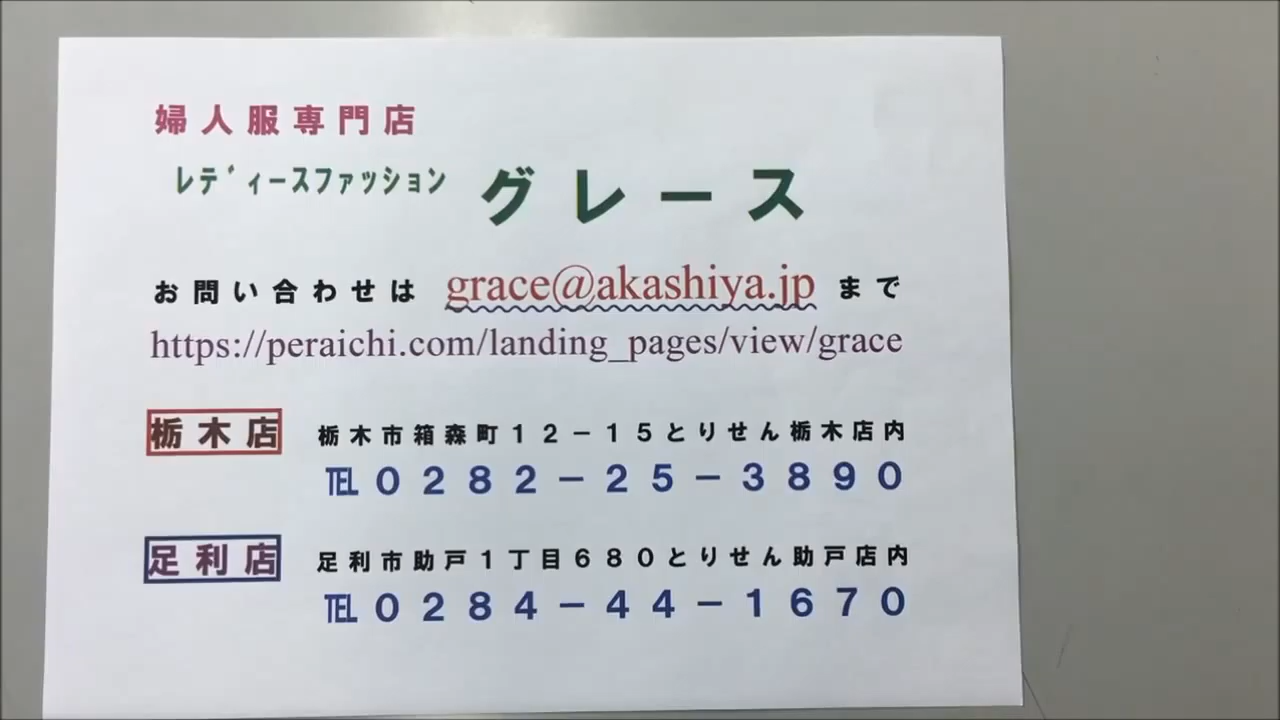 婦人服専門店
レディースファッション グレース
お問い合わせは grace@akashiya.jp まで
https://peraichi.com/landing_pages/view/grace
栃木店 栃木市箱森町12-15とりせん栃木店内
℡0282-25-3890
足利店 足利市助戸1丁目680とりせん助戸店内
℡0284-44-1670